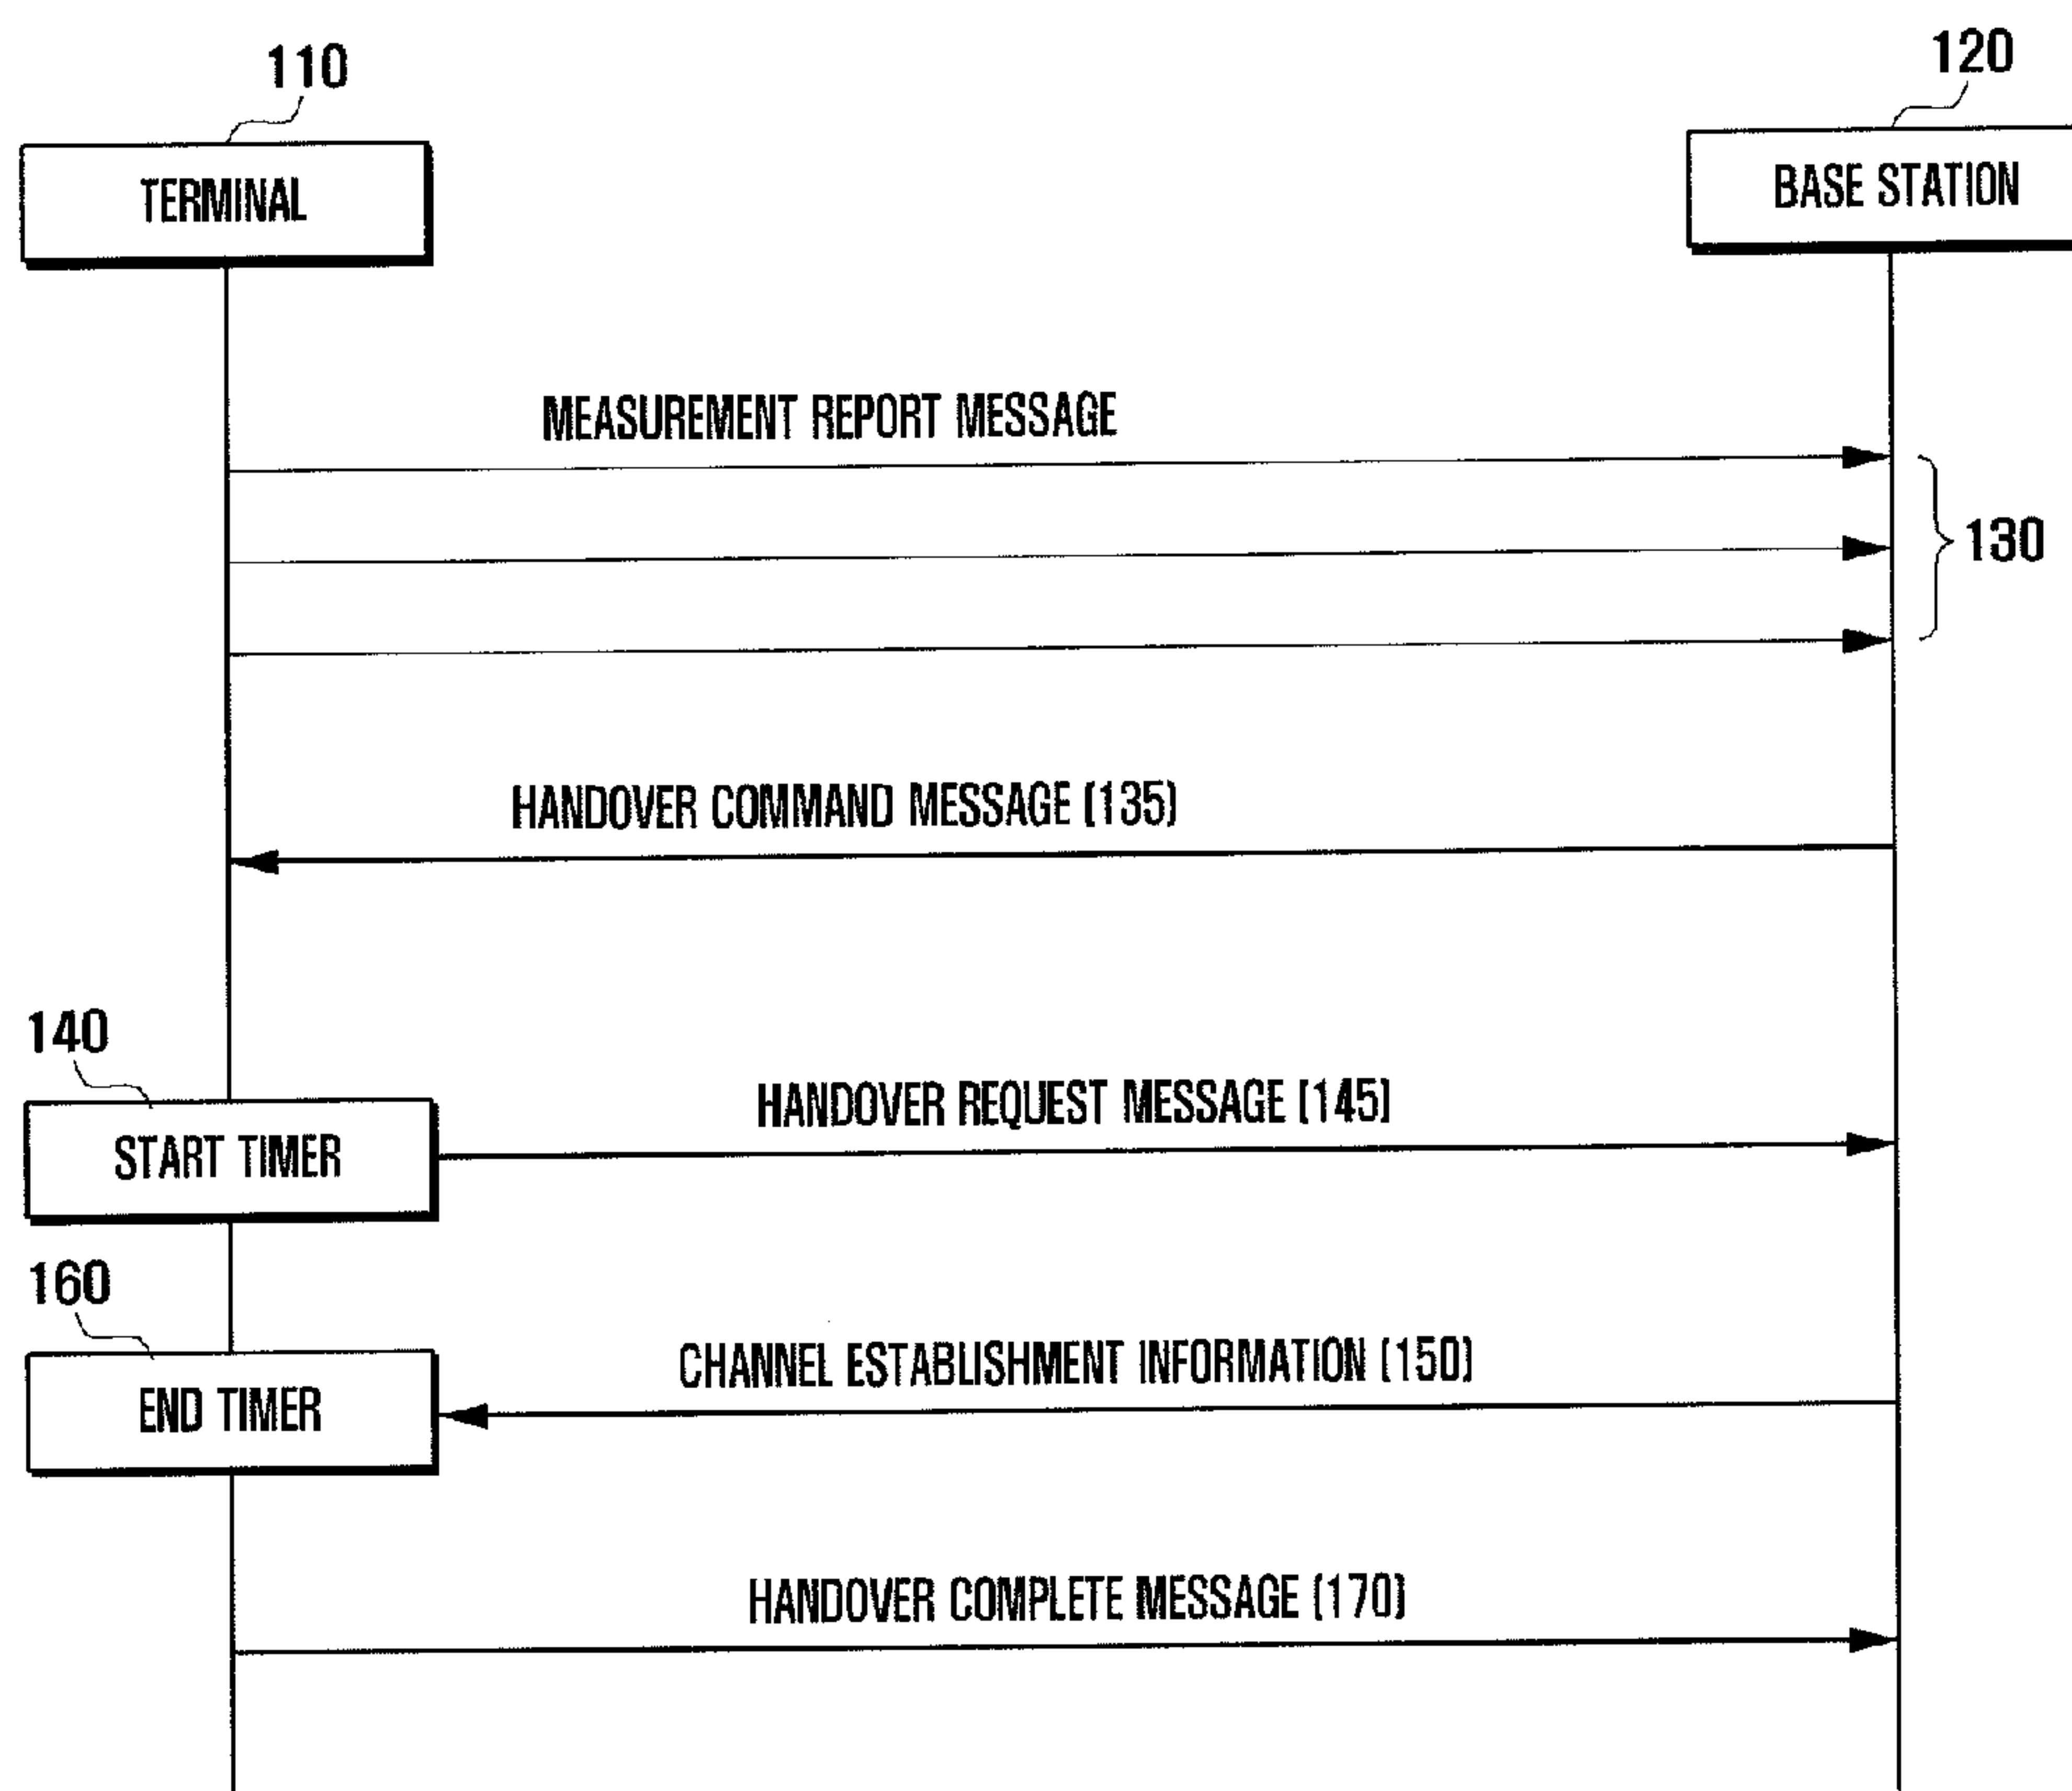 110
120
TERMINAL
BASE STATION
MEASUREMENT REPORT MESSAGE
130
HANDOVER COMMAND MESSAGE (135)
140
HANDOVER REQUEST MESSAGE (145)
START TIMER
160
CHANNEL ESTABLISHMENT INFORMATION (150)
END TIMER
HANDOVER COMPLETE MESSAGE (170)